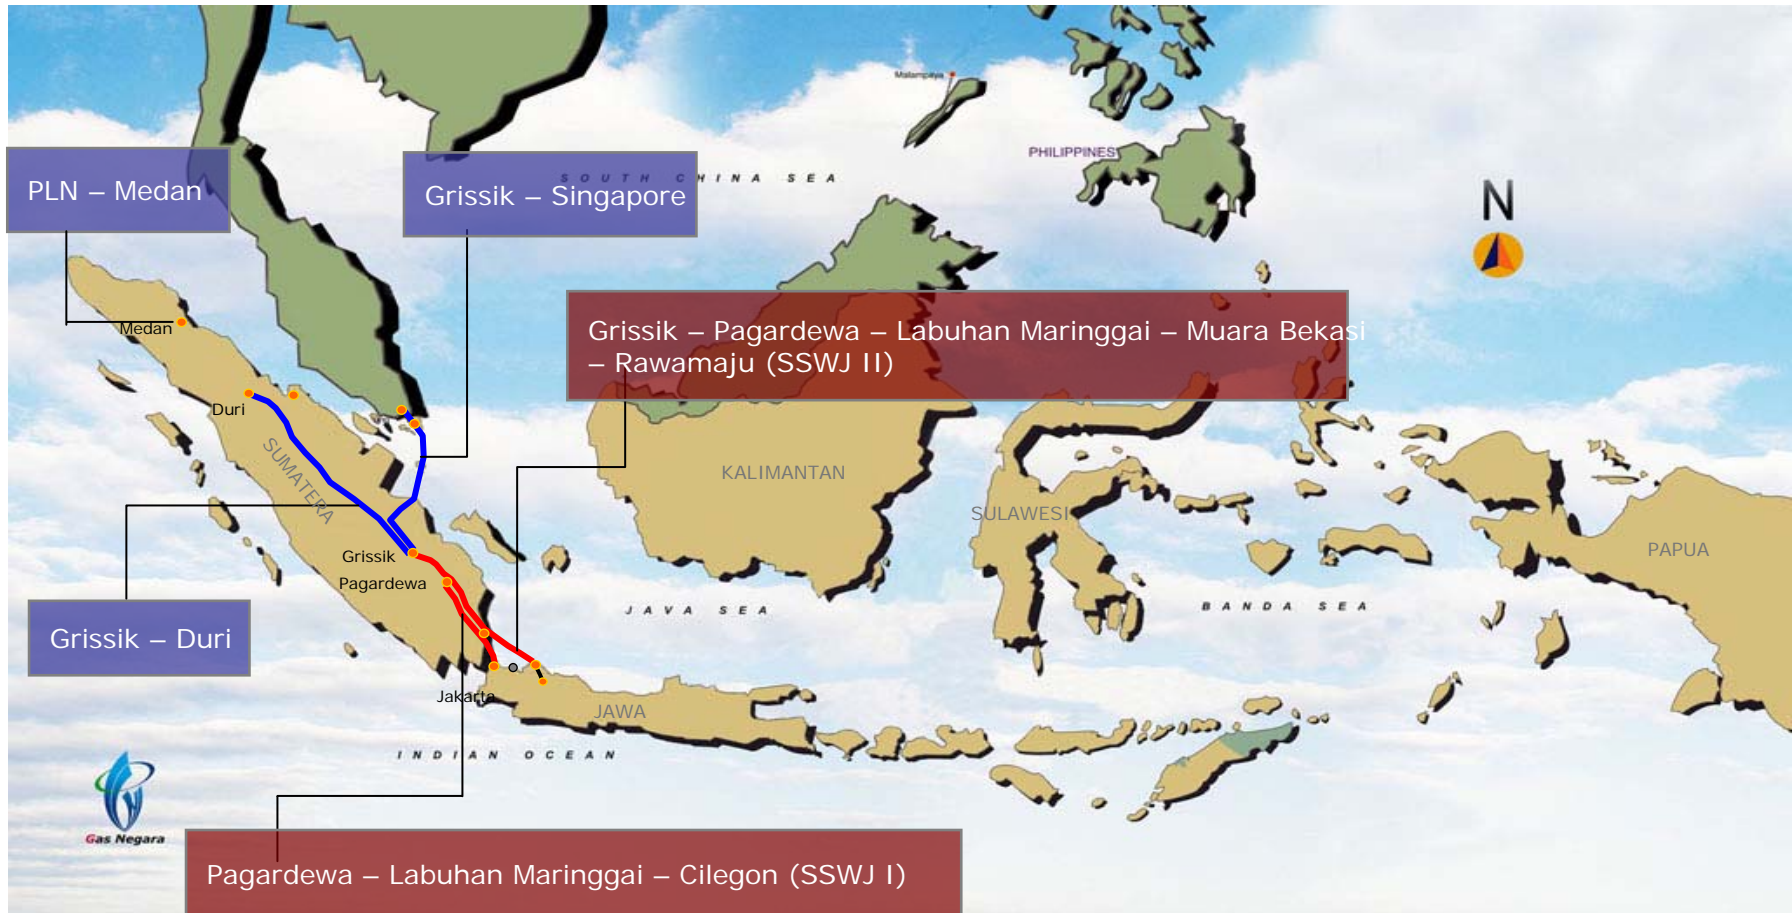 Malampaya
PHILIPPINES
SOUTH CHINA SEA
N
PLN – Medan
Grissik – Singapore
Grissik – Pagardewa – Labuhan Maringgai – Muara Bekasi
– Rawamaju (SSWJ II)
Medan
Duri
SUMATERA
KALIMANTAN
SULAWESI
PAPUA
Grissik
Pagardewa
JAVA SEA
BANDA SEA
Grissik – Duri
Jakarta
JAWA
INDIAN OCEAN
Gas Negara
Pagardewa – Labuhan Maringgai – Cilegon (SSWJ I)